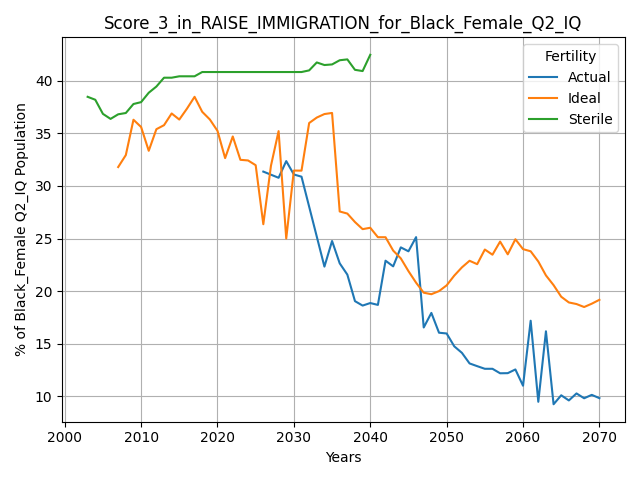 Score_3_in_RAISE_IMMIGRATION_for_Black_Female_Q2_IQ
Fertility
Actual
Ideal
Sterile
% of Black_Female Q2_IQ Population
40
35
30
25
20
15
10
2000 2010 2020 2030 2040 2050 2060 2070
Years